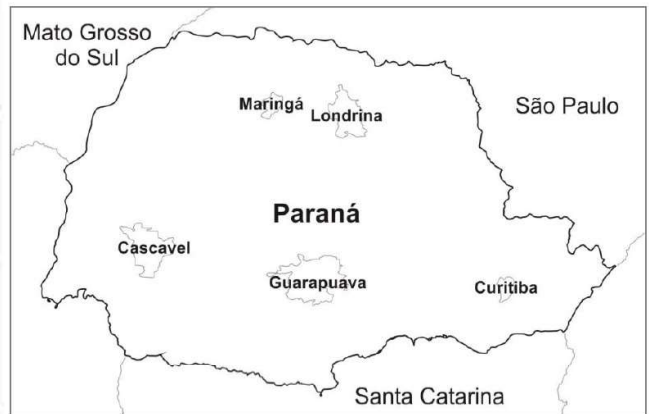 Mato Grosso
do Sul
Maringá
Londrina
São Paulo
Paraná
Cascavel
Guarapuava
Curitiba
Santa Catarina